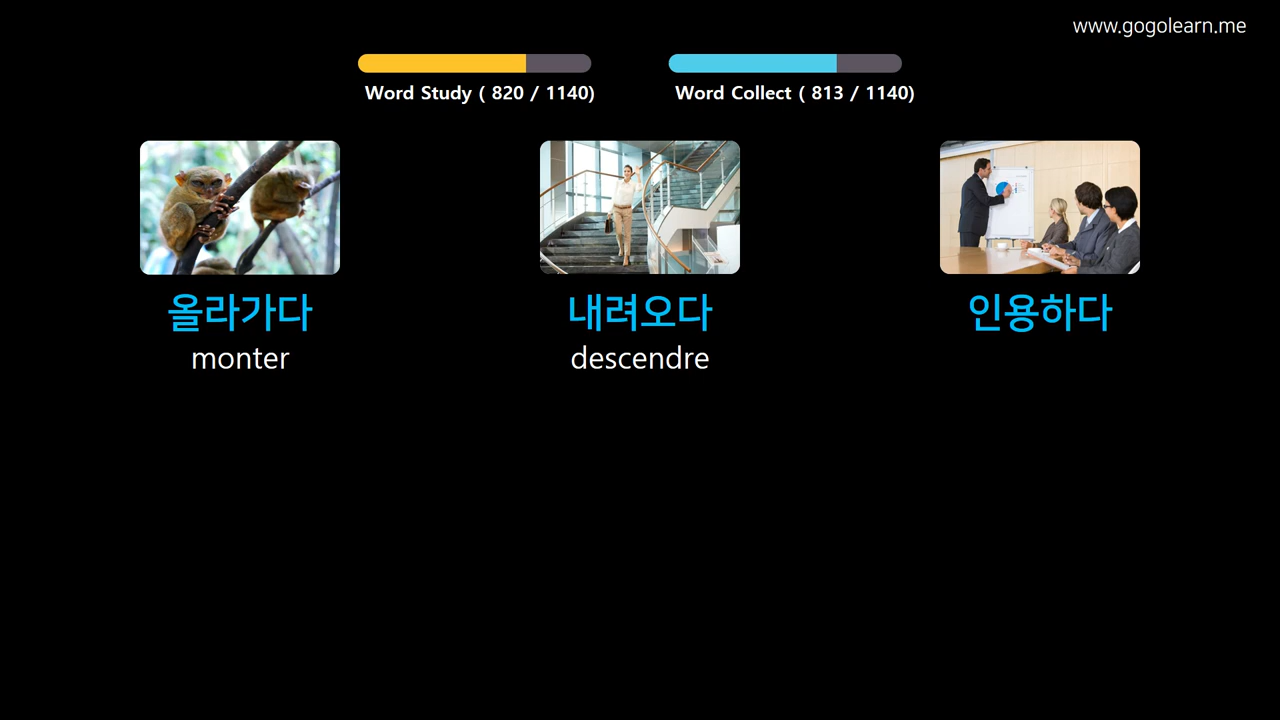 www.gogolearn.me
Word Study ( 820 / 1140)
Word Collect ( 813 / 1140)
올라가다
내려오다
인용하다
monter
descendre